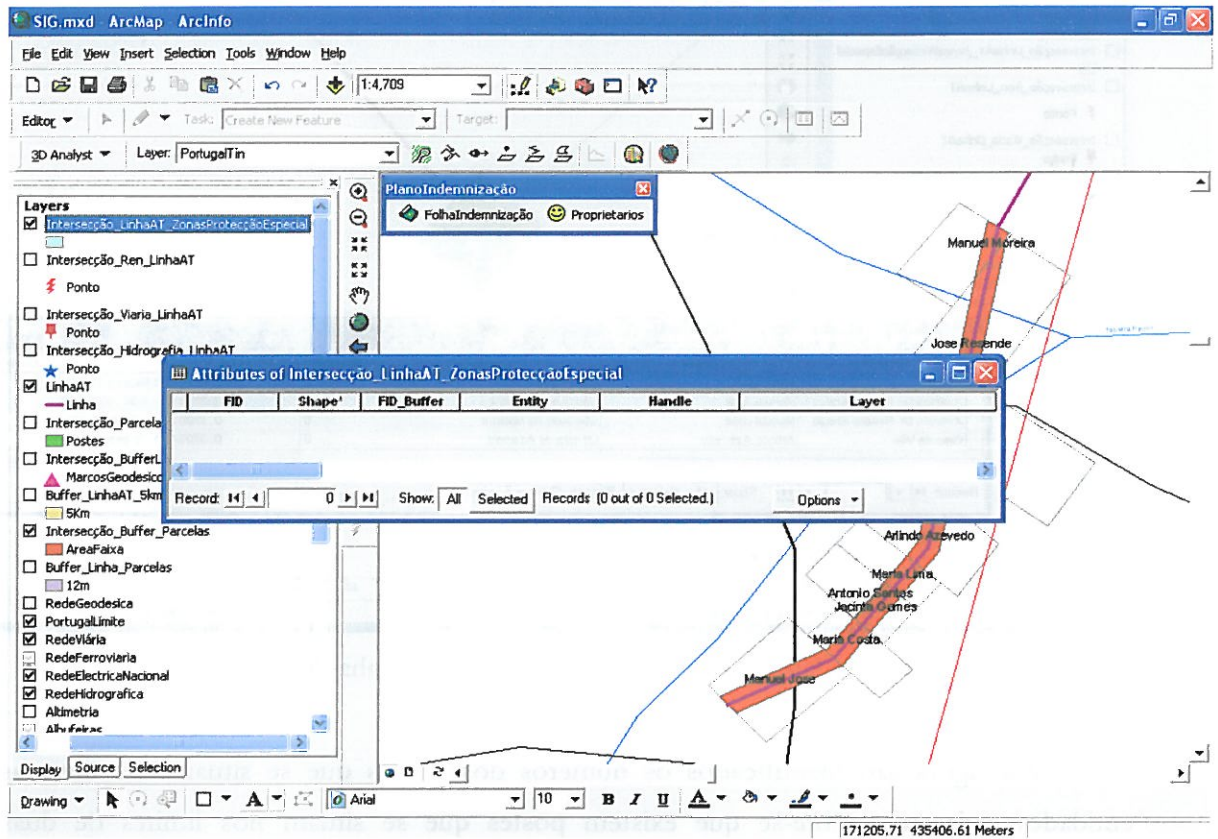 SIG.mxd - ArcMap - ArcInfo
File Edit View Insert Selection Tools Window Help
1:4,709
Editor Task: Create New Feature Target:
3D Analyst Layer: PortugalTin
Layers
Intersecção_LinhaAT_ZonasProtecçãoEspecial
Intersecção_Ren_LinhaAT
Ponto
Intersecção_Viaria_LinhaAT
Ponto
Intersecção_Hidrografia_LinhaAT
Ponto
LinhaAT
Linha
Intersecção_Parcela
Postes
Intersecção_BufferL
MarcosGeodesico
Buffer_LinhaAT_5km
5Km
Intersecção_Buffer_Parcelas
AreaFaixa
Buffer_Linha_Parcelas
12m
RedeGeodesica
PortugalLimite
RedeViária
RedeFerroviaria
RedeElectricaNacional
RedeHidrografica
Altimetria
Albufeiras
Display Source Selection
PlanoIndemnização
FolhaIndemnização Proprietarios
Manuel Moreira
Jose Resende
Attributes of Intersecção_LinhaAT_ZonasProtecçãoEspecial
FID Shape* FID_Buffer Entity Handle Layer
Record: 0 Show: All Selected Records (0 out of 0 Selected.) Options
Arlindo Azevedo
Maria Lima
Antonio Santos
Jacinta Gomes
Maria Costa
Manuel Jose
Drawing A Arial 10 B I U A
171205.71 435406.61 Meters